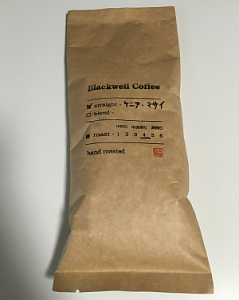 Blackwell Coffee
straight - ケニア・マサイ
blend -
roast - 1 2 3 4 5 6
hand roasted